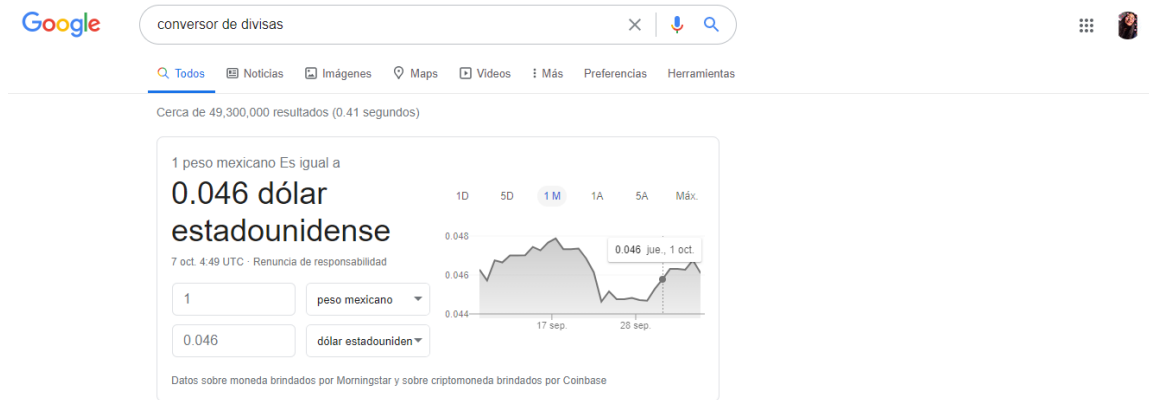 Google
conversor de divisas
Todos Noticias Imágenes Maps Videos Más Preferencias Herramientas
Cerca de 49,300,000 resultados (0.41 segundos)
1 peso mexicano Es igual a
0.046 dólar
estadounidense
7 oct. 4:49 UTC · Renuncia de responsabilidad
1 peso mexicano
0.046 dólar estadouniden
1D 5D 1 M 1A 5A Máx.
0.048
0.046 jue., 1 oct.
0.046
0.044
17 sep. 28 sep.
Datos sobre moneda brindados por Morningstar y sobre criptomoneda brindados por Coinbase